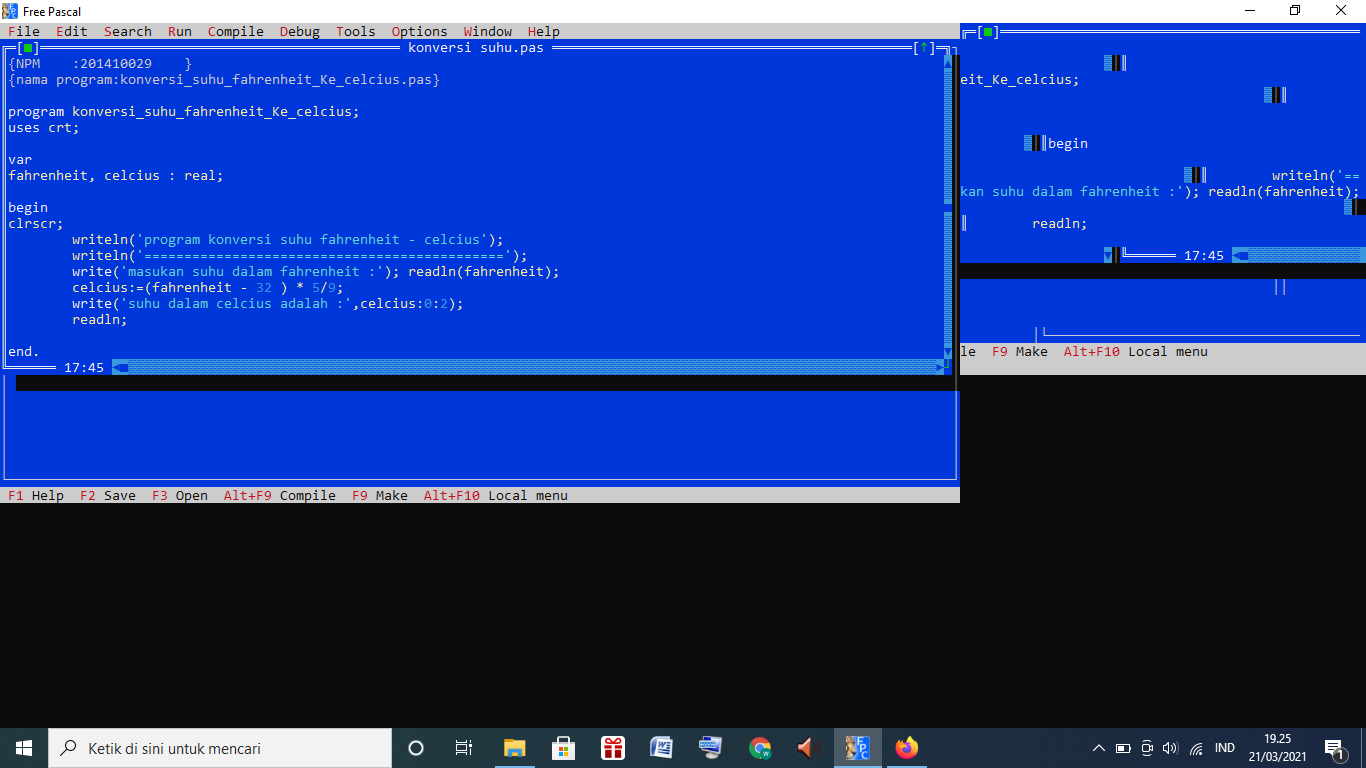 Free Pascal
File Edit Search Run Compile Debug Tools Options Window Help
konversi suhu.pas
{NPM    :201410029    }
{nama program:konversi_suhu_fahrenheit_Ke_celcius.pas}
program konversi_suhu_fahrenheit_Ke_celcius;
uses crt;
var
fahrenheit, celcius : real;
begin
clrscr;
writeln('program konversi suhu fahrenheit - celcius');
writeln('=============================================');
write('masukan suhu dalam fahrenheit :'); readln(fahrenheit);
celcius:=(fahrenheit - 32 ) * 5/9;
write('suhu dalam celcius adalah :',celcius:0:2);
readln;
end.
17:45
F1 Help F2 Save F3 Open Alt+F9 Compile F9 Make Alt+F10 Local menu
eit_Ke_celcius;
begin
writeln('==
kan suhu dalam fahrenheit :'); readln(fahrenheit);
readln;
17:45
le F9 Make Alt+F10 Local menu
Ketik di sini untuk mencari
IND
19.25
21/03/2021
1